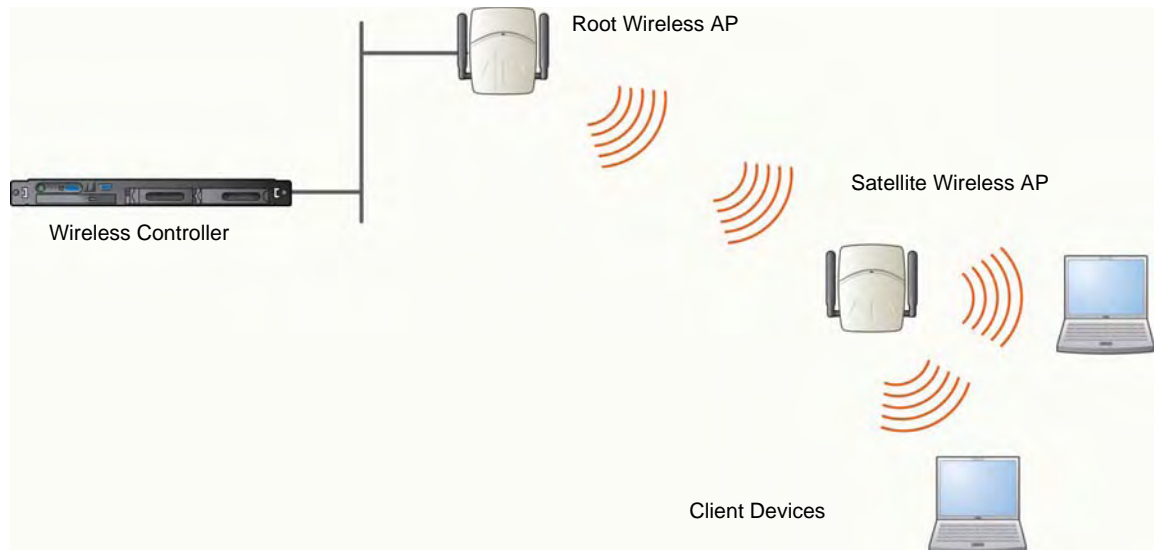 Root Wireless AP
Satellite Wireless AP
Wireless Controller
Client Devices